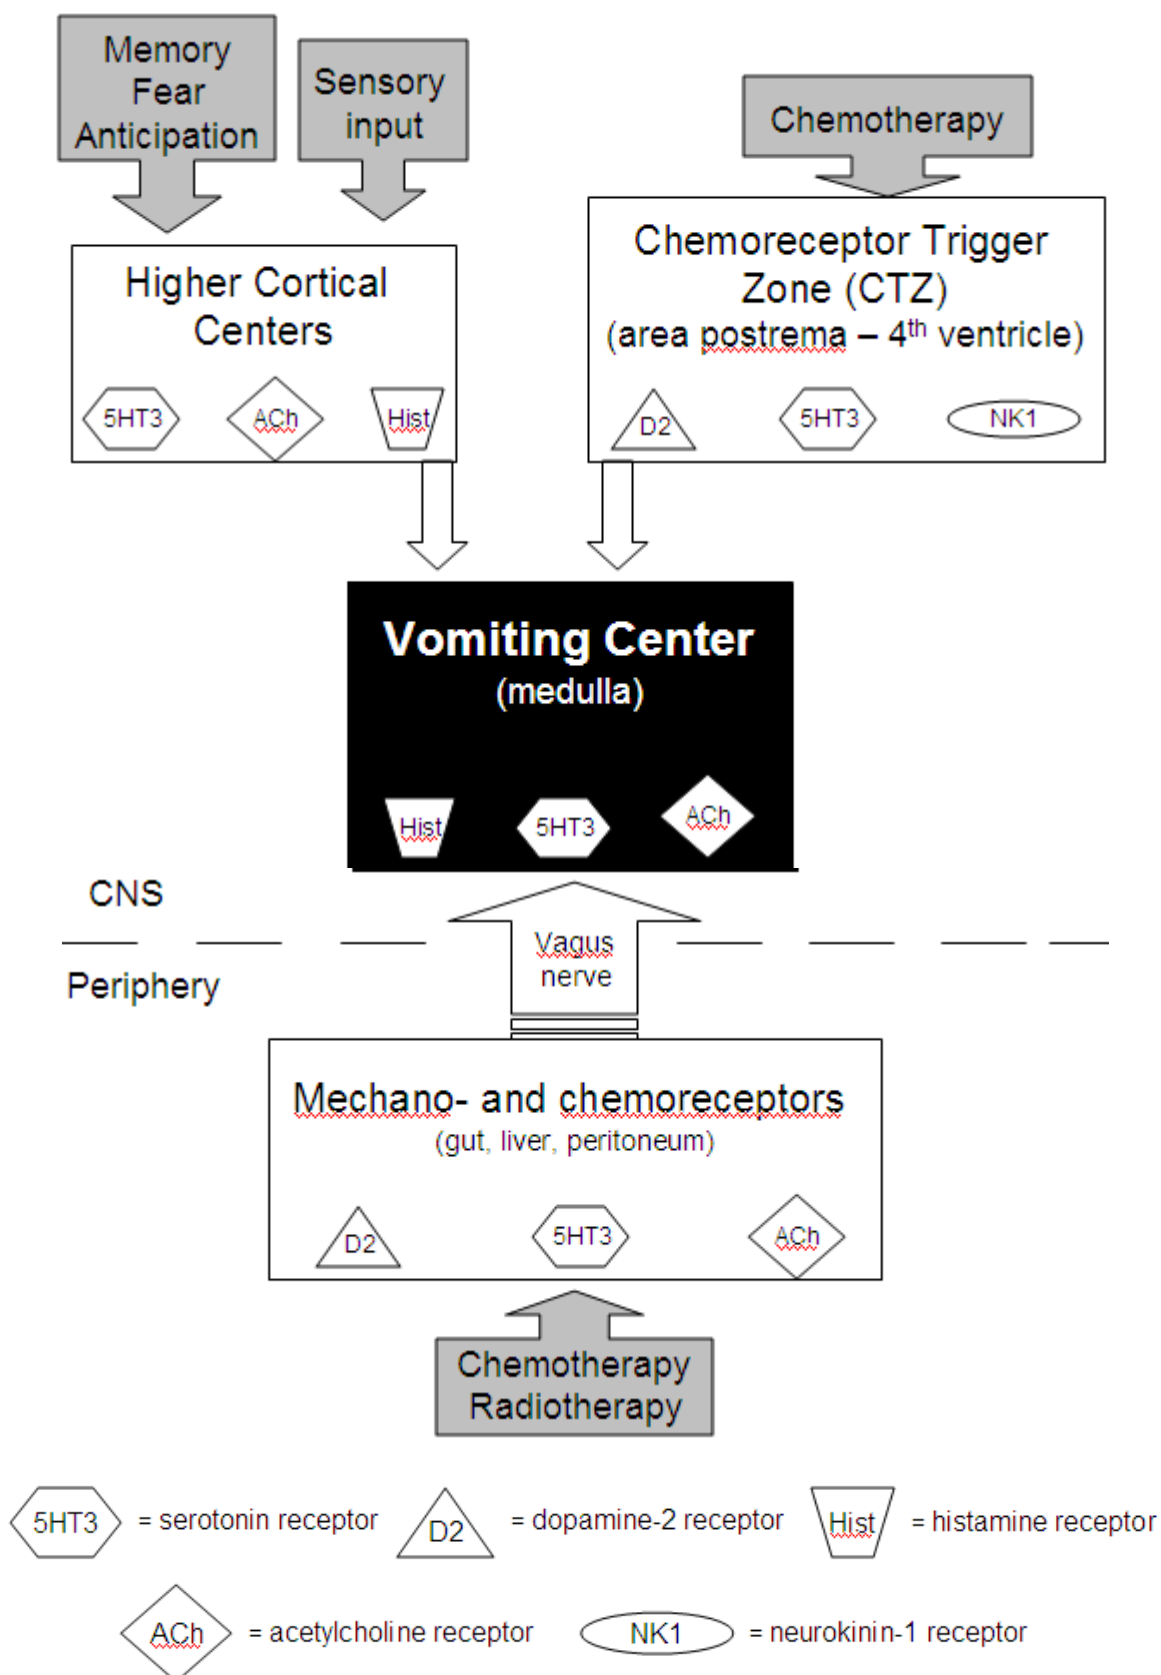 Memory
Fear
Anticipation
Sensory
input
Chemotherapy
Higher Cortical
Centers
5HT3
ACh
Hist
Chemoreceptor Trigger
Zone (CTZ)
(area postrema – 4th ventricle)
D2
5HT3
NK1
Vomiting Center
(medulla)
Hist
5HT3
ACh
CNS
Periphery
Vagus
nerve
Mechano- and chemoreceptors
(gut, liver, peritoneum)
D2
5HT3
ACh
Chemotherapy
Radiotherapy
5HT3 = serotonin receptor
D2 = dopamine-2 receptor
Hist = histamine receptor
ACh = acetylcholine receptor
NK1 = neurokinin-1 receptor